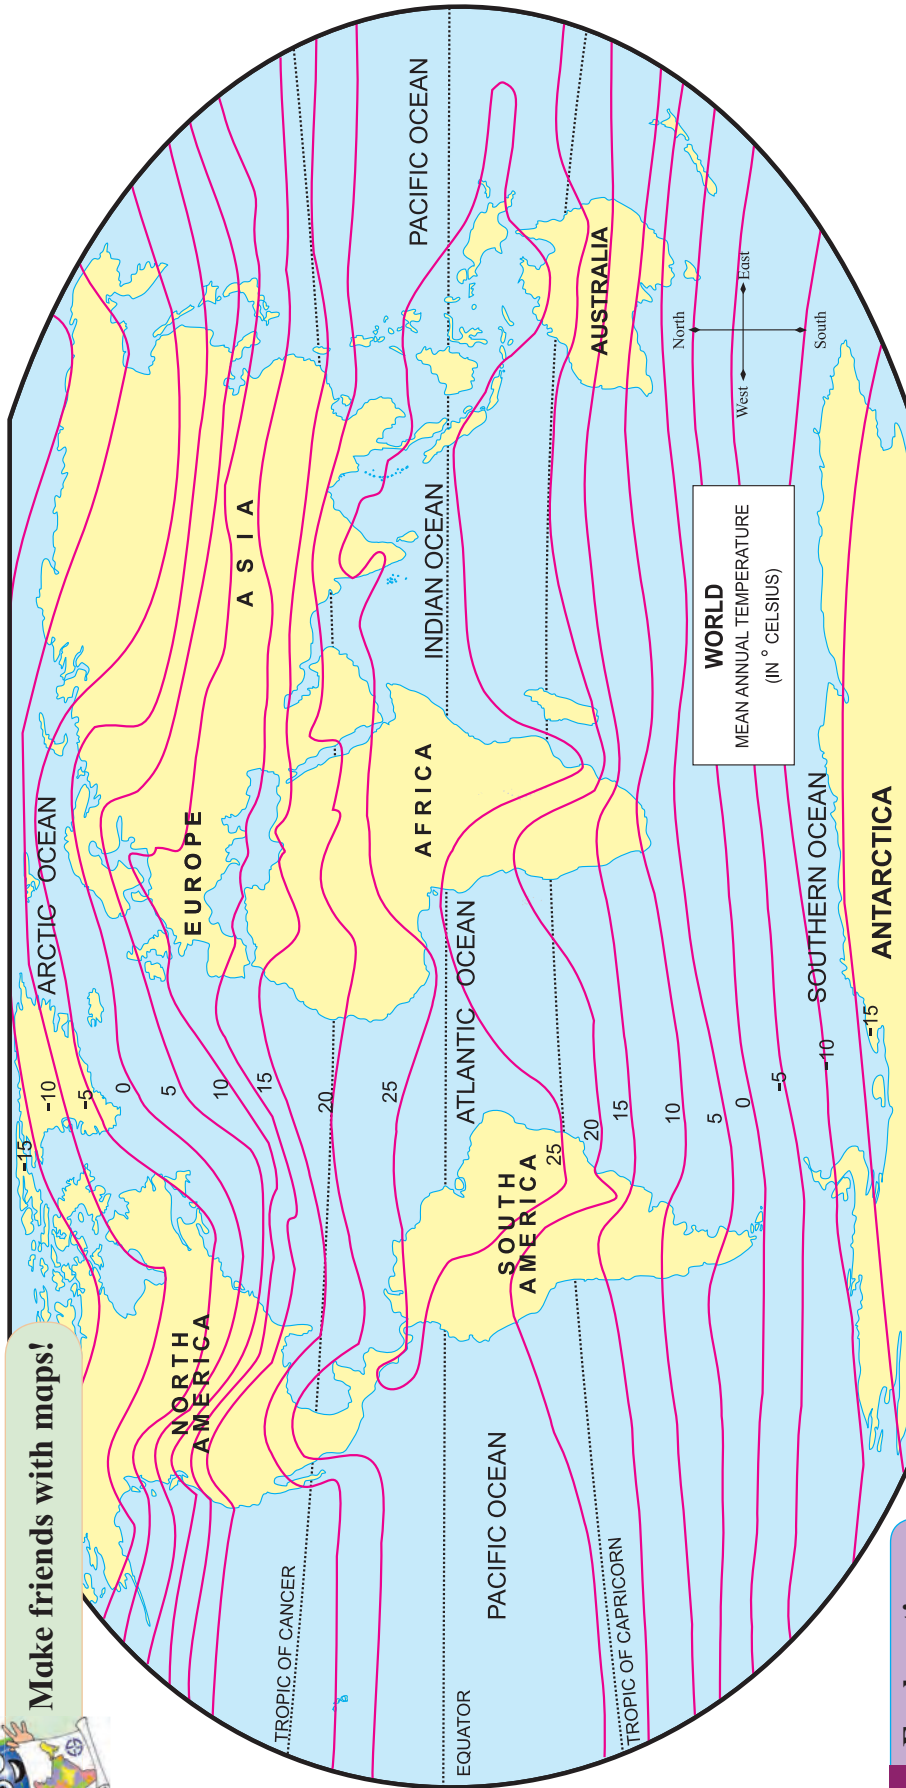 Make friends with maps!
ARCTIC OCEAN
-15
-10
-5
0
5
10
15
20
25
NORTH
AMERICA
EUROPE
ASIA
TROPIC OF CANCER
PACIFIC OCEAN
AFRICA
INDIAN OCEAN
ATLANTIC OCEAN
EQUATOR
PACIFIC OCEAN
SOUTH
AMERICA
AUSTRALIA
TROPIC OF CAPRICORN
25
20
15
10
5
0
-5
-10
-15
North
West
East
South
WORLD
MEAN ANNUAL TEMPERATURE
(IN ° CELSIUS)
SOUTHERN OCEAN
ANTARCTICA